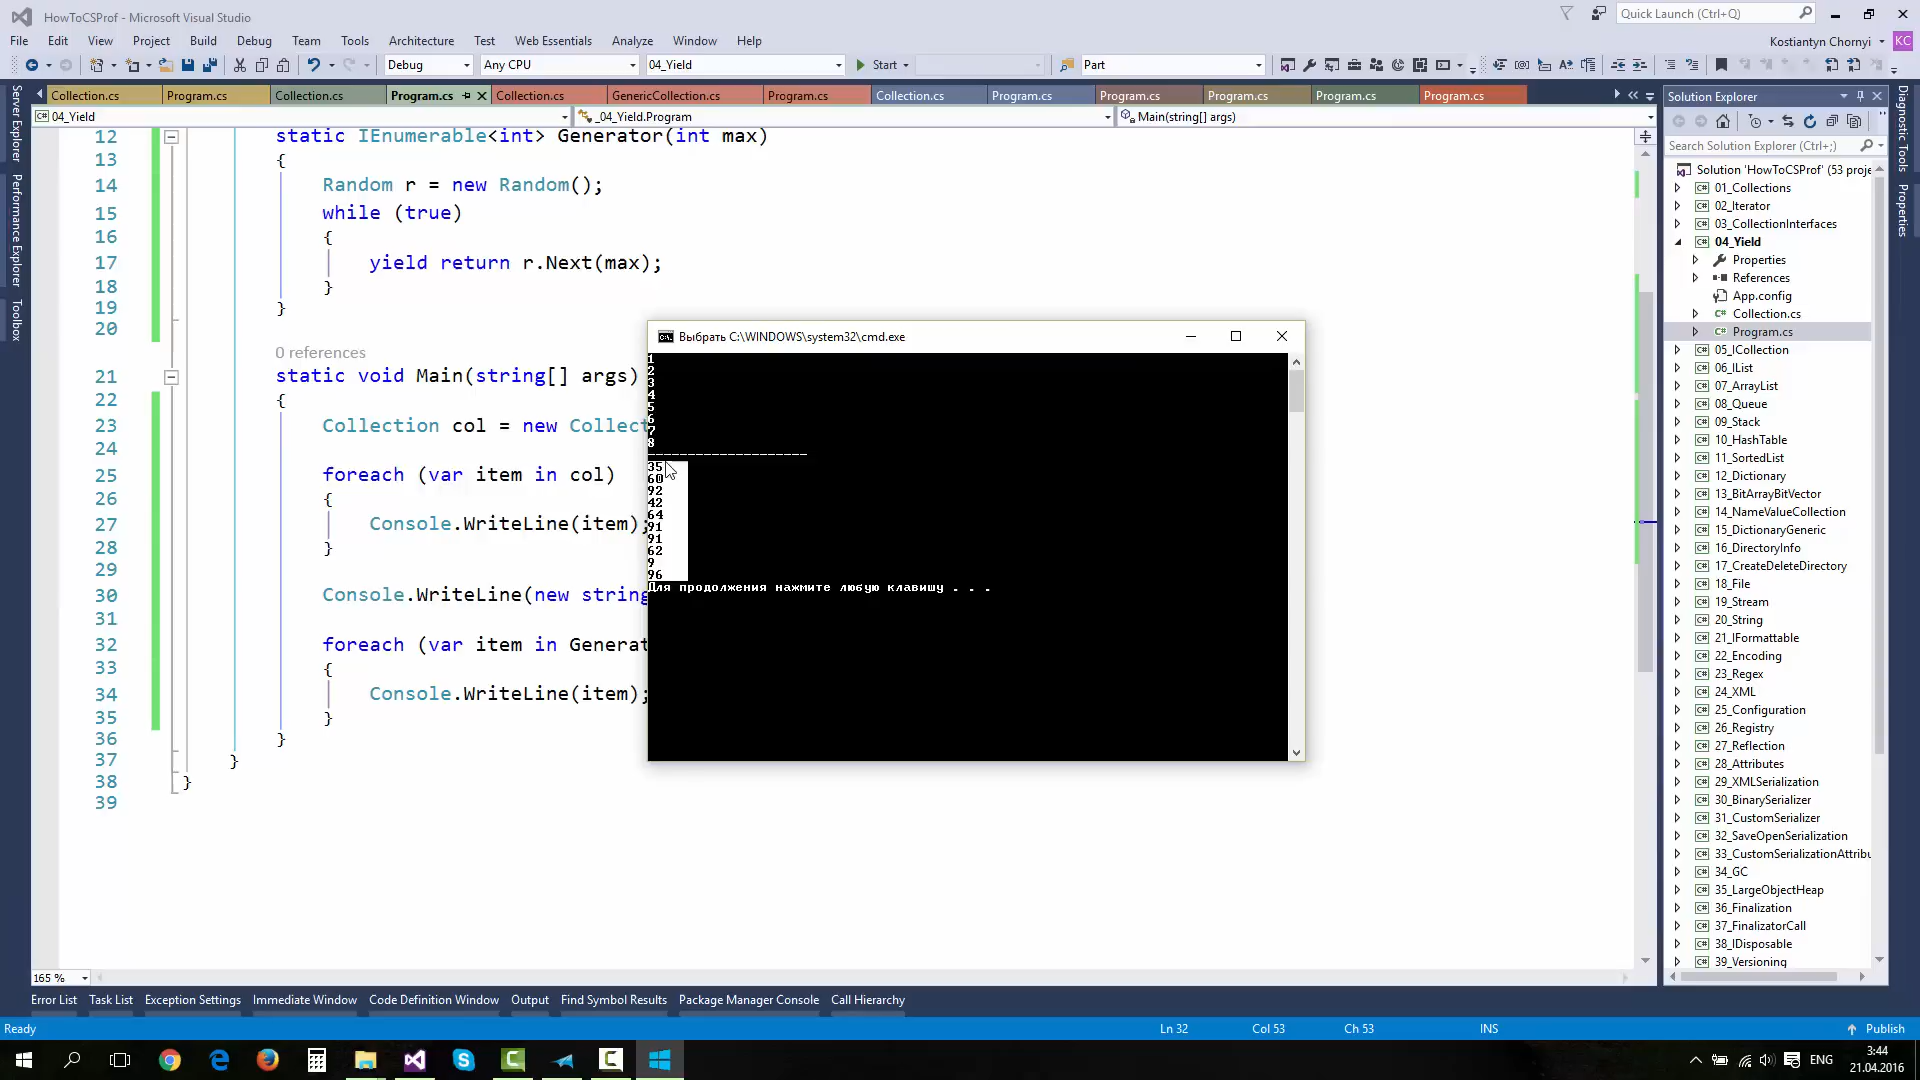 HowToCSProf - Microsoft Visual Studio
Quick Launch (Ctrl+Q)
File Edit View Project Build Debug Team Tools Architecture Test Web Essentials Analyze Window Help
Kostiantyn Chornyi KC
Debug Any CPU 04_Yield Start Part
Collection.cs Program.cs Collection.cs Program.cs Collection.cs GenericCollection.cs Program.cs Collection.cs Program.cs Program.cs Program.cs Program.cs Program.cs
04_Yield _04_Yield.Program Main(string[] args)
Server Explorer
Performance Explorer
Toolbox
12 static IEnumerable<int> Generator(int max)
13 {
14 Random r = new Random();
15 while (true)
16 {
17 yield return r.Next(max);
18 }
19 }
20
0 references
21 static void Main(string[] args)
22 {
23 Collection col = new Collect
24
25 foreach (var item in col)
26 {
27 Console.WriteLine(item);
28 }
29
30 Console.WriteLine(new string
31
32 foreach (var item in Generat
33 {
34 Console.WriteLine(item);
35 }
36 }
37 }
38 }
39
165 %
Выбрать C:\WINDOWS\system32\cmd.exe
1
2
3
4
5
6
7
8
--------------------
35
60
92
42
64
91
91
62
9
96
Для продолжения нажмите любую клавишу . . .
Solution Explorer
Search Solution Explorer (Ctrl+;)
Solution 'HowToCSProf' (53 proje
01_Collections
02_Iterator
03_CollectionInterfaces
04_Yield
Properties
References
App.config
Collection.cs
Program.cs
05_ICollection
06_IList
07_ArrayList
08_Queue
09_Stack
10_HashTable
11_SortedList
12_Dictionary
13_BitArrayBitVector
14_NameValueCollection
15_DictionaryGeneric
16_DirectoryInfo
17_CreateDeleteDirectory
18_File
19_Stream
20_String
21_IFormattable
22_Encoding
23_Regex
24_XML
25_Configuration
26_Registry
27_Reflection
28_Attributes
29_XMLSerialization
30_BinarySerializer
31_CustomSerializer
32_SaveOpenSerialization
33_CustomSerializationAttribu
34_GC
35_LargeObjectHeap
36_Finalization
37_FinalizatorCall
38_IDisposable
39_Versioning
Diagnostic Tools
Properties
Error List Task List Exception Settings Immediate Window Code Definition Window Output Find Symbol Results Package Manager Console Call Hierarchy
Ready Ln 32 Col 53 Ch 53 INS Publish
ENG
3:44
21.04.2016